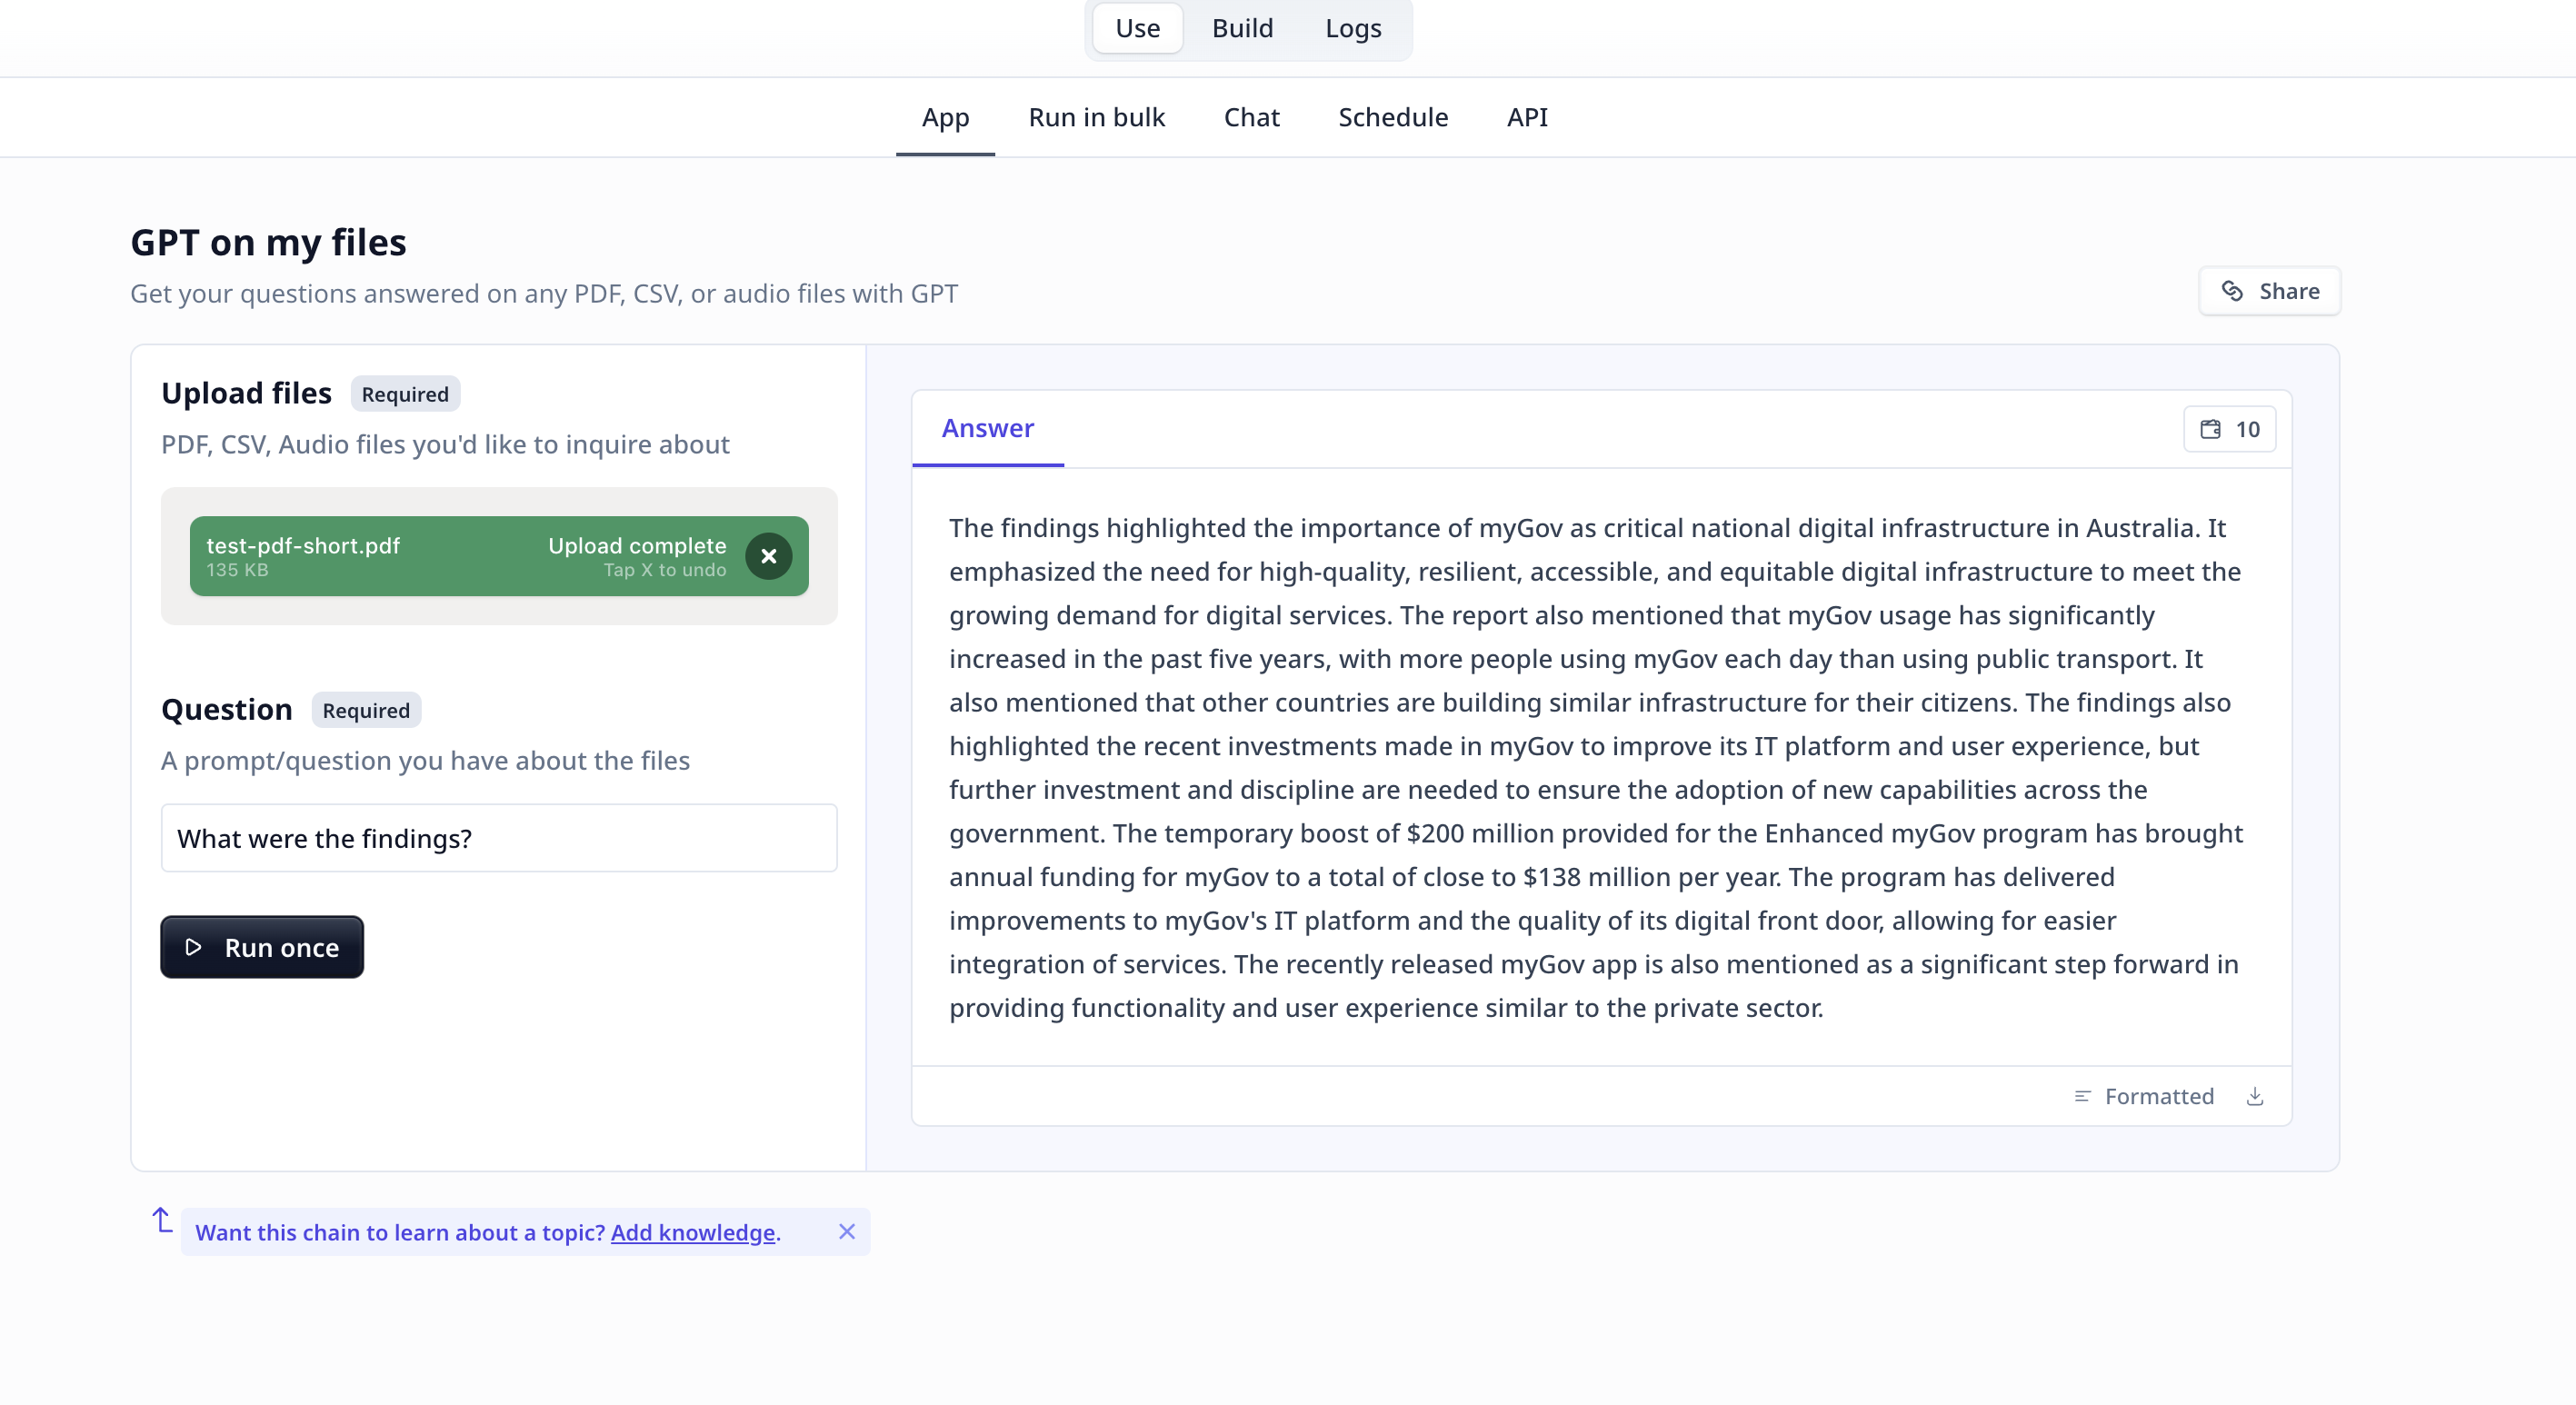 Use Build Logs
App Run in bulk Chat Schedule API
GPT on my files
Get your questions answered on any PDF, CSV, or audio files with GPT
Share
Upload files Required
PDF, CSV, Audio files you'd like to inquire about
test-pdf-short.pdf
135 KB
Upload complete
Tap X to undo
Question Required
A prompt/question you have about the files
What were the findings?
Run once
Answer
10
The findings highlighted the importance of myGov as critical national digital infrastructure in Australia. It
emphasized the need for high-quality, resilient, accessible, and equitable digital infrastructure to meet the
growing demand for digital services. The report also mentioned that myGov usage has significantly
increased in the past five years, with more people using myGov each day than using public transport. It
also mentioned that other countries are building similar infrastructure for their citizens. The findings also
highlighted the recent investments made in myGov to improve its IT platform and user experience, but
further investment and discipline are needed to ensure the adoption of new capabilities across the
government. The temporary boost of $200 million provided for the Enhanced myGov program has brought
annual funding for myGov to a total of close to $138 million per year. The program has delivered
improvements to myGov's IT platform and the quality of its digital front door, allowing for easier
integration of services. The recently released myGov app is also mentioned as a significant step forward in
providing functionality and user experience similar to the private sector.
Formatted
Want this chain to learn about a topic? Add knowledge.